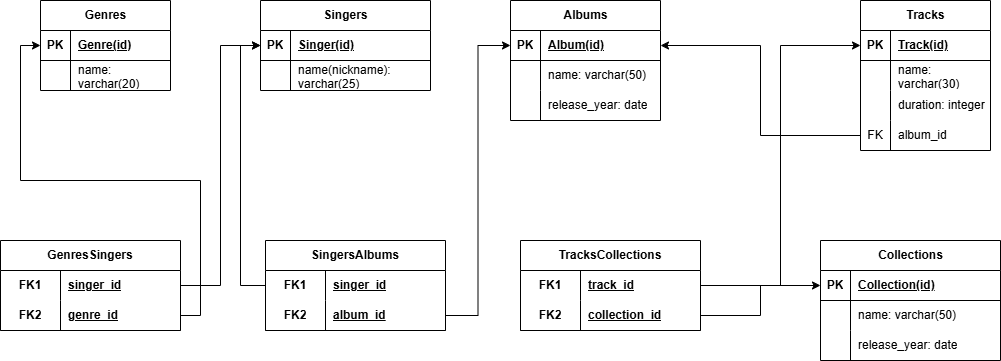 Genres
PK Genre(id)
name:
varchar(20)
Singers
PK Singer(id)
name(nickname):
varchar(25)
Albums
PK Album(id)
name: varchar(50)
release_year: date
Tracks
PK Track(id)
name:
varchar(30)
duration: integer
FK album_id
GenresSingers
FK1 singer_id
FK2 genre_id
SingersAlbums
FK1 singer_id
FK2 album_id
TracksCollections
FK1 track_id
FK2 collection_id
Collections
PK Collection(id)
name: varchar(50)
release_year: date